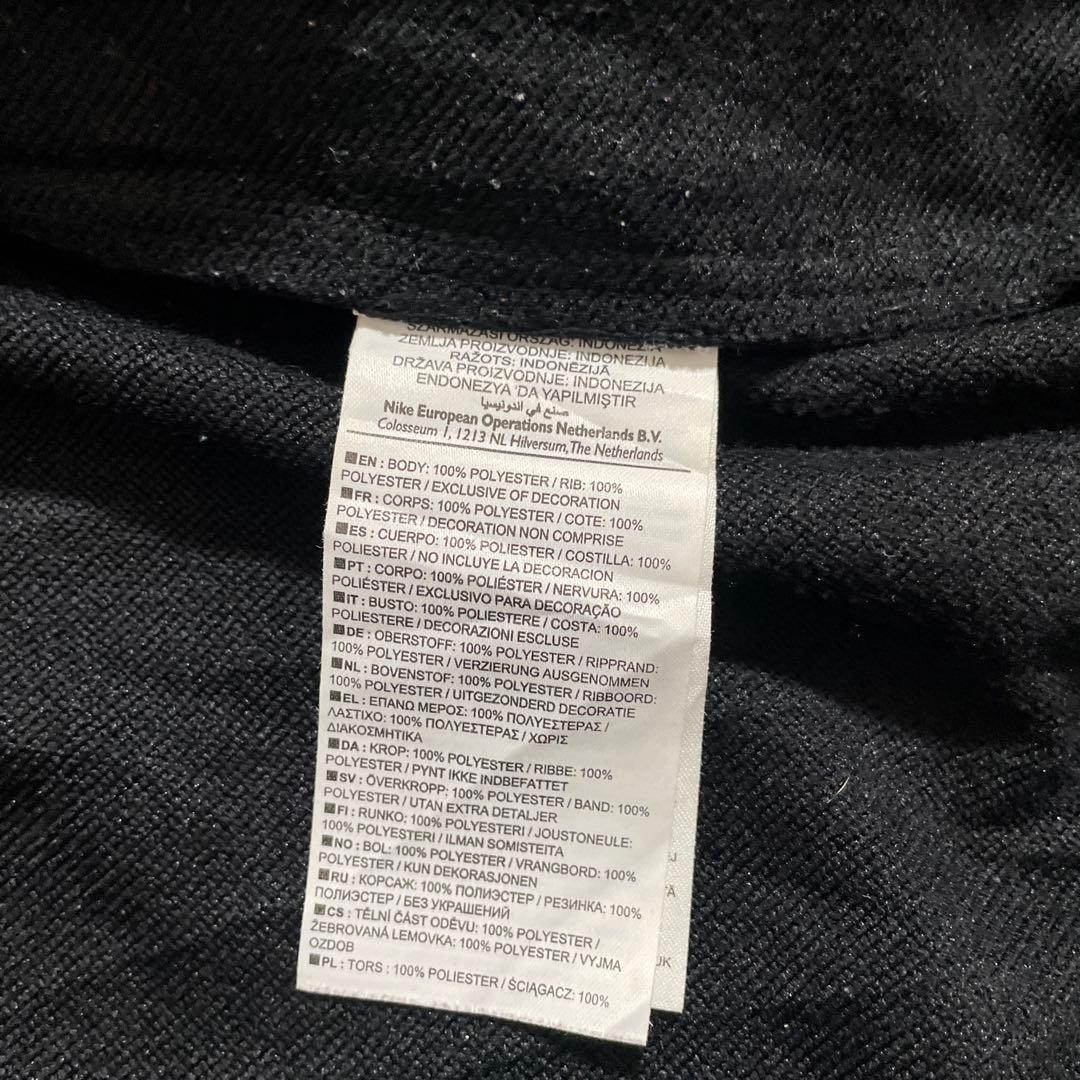 SZÁRMAZÁSI ORSZÁG: INDONÉZIA
ZEMLJA PROIZVODNJE: INDONEZIJA
RAŽOTS: INDONĒZIJA
DRŽAVA PROIZVODNJE: INDONEZIJA
ENDONEZYA 'DA YAPILMIŞTIR
صنع في اندونيسيا
Nike European Operations Netherlands B.V.
Colosseum 1, 1213 NL Hilversum, The Netherlands
EN : BODY: 100% POLYESTER / RIB: 100%
POLYESTER / EXCLUSIVE OF DECORATION
FR : CORPS: 100% POLYESTER / COTE: 100%
POLYESTER / DECORATION NON COMPRISE
ES : CUERPO: 100% POLIESTER / COSTILLA: 100%
POLIESTER / NO INCLUYE LA DECORACION
PT : CORPO: 100% POLIÉSTER / NERVURA: 100%
POLIÉSTER / EXCLUSIVO PARA DECORAÇÃO
IT : BUSTO: 100% POLIESTERE / COSTA: 100%
POLIESTERE / DECORAZIONI ESCLUSE
DE : OBERSTOFF: 100% POLYESTER / RIPPRAND:
100% POLYESTER / VERZIERUNG AUSGENOMMEN
NL : BOVENSTOF: 100% POLYESTER / RIBBOORD:
100% POLYESTER / UITGEZONDERD DECORATIE
EL : ΕΠΑΝΩ ΜΕΡΟΣ: 100% ΠΟΛΥΕΣΤΕΡΑΣ /
ΛΑΣΤΙΧΟ: 100% ΠΟΛΥΕΣΤΕΡΑΣ / ΧΩΡΙΣ
ΔΙΑΚΟΣΜΗΤΙΚΑ
DA : KROP: 100% POLYESTER / RIBBE: 100%
POLYESTER / PYNT IKKE INDBEFATTET
SV : ÖVERKROPP: 100% POLYESTER / BAND: 100%
POLYESTER / UTAN EXTRA DETALJER
FI : RUNKO: 100% POLYESTERI / JOUSTONEULE:
100% POLYESTERI / ILMAN SOMISTEITA
NO : BOL: 100% POLYESTER / VRANGBORD: 100%
POLYESTER / KUN DEKORASJONEN
RU : КОРСАЖ: 100% ПОЛИЭСТЕР / РЕЗИНКА: 100%
ПОЛИЭСТЕР / БЕЗ УКРАШЕНИЙ
CS : TĚLNÍ ČÁST ODĚVU: 100% POLYESTER /
ŽEBROVANÁ LEMOVKA: 100% POLYESTER / VYJMA
OZDOB
PL : TORS : 100% POLIESTER / ŚCIĄGACZ: 100%